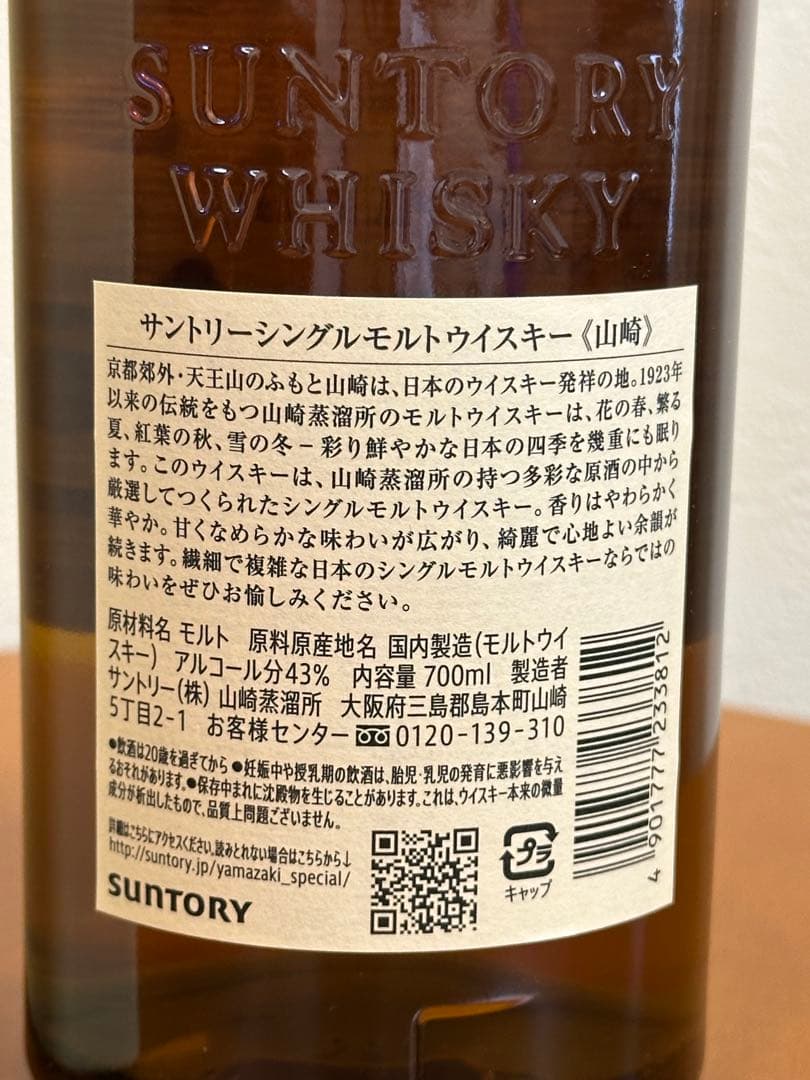 SUNTORY
WHISKY
サントリーシングルモルトウイスキー《山崎》
京都郊外・天王山のふもと山崎は、日本のウイスキー発祥の地。1923年
以来の伝統をもつ山崎蒸溜所のモルトウイスキーは、花の春、繁る
夏、紅葉の秋、雪の冬－彩り鮮やかな日本の四季を幾重にも眠り
ます。このウイスキーは、山崎蒸溜所の持つ多彩な原酒の中から
厳選してつくられたシングルモルトウイスキー。香りはやわらかく
華やか。甘くなめらかな味わいが広がり、綺麗で心地よい余韻が
続きます。繊細で複雑な日本のシングルモルトウイスキーならではの
味わいをぜひお愉しみください。
原材料名 モルト 原料原産地名 国内製造(モルトウイ
スキー) アルコール分43% 内容量 700ml 製造者
サントリー(株) 山崎蒸溜所 大阪府三島郡島本町山崎
5丁目2-1 お客様センター 0120-139-310
●飲酒は20歳を過ぎてから ●妊娠中や授乳期の飲酒は、胎児・乳児の発育に悪影響を与え
るおそれがあります。●保存中まれに沈殿物を生じることがあります。これは、ウイスキー本来の微量
成分が析出したもので、品質上問題ございません。
詳細はこちらにアクセスください。読みとれない場合はこちらから↓
http://suntory.jp/yamazaki_special/
SUNTORY
プラ
キャップ
4 901777 233812